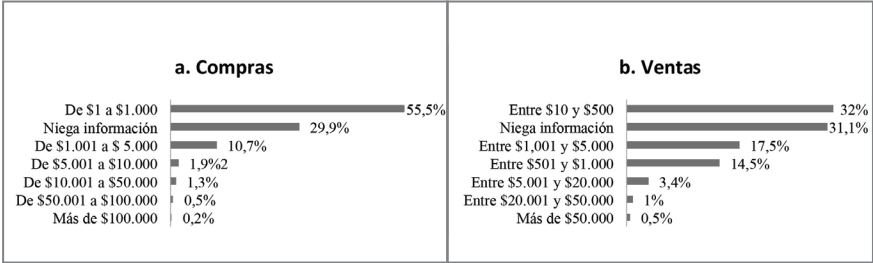 a. Compras
De $1 a $1.000 55,5%
Niega información 29,9%
De $1.001 a $ 5.000 10,7%
De $5.001 a $10.000 1,9%2
De $10.001 a $50.000 1,3%
De $50.001 a $100.000 0,5%
Más de $100.000 0,2%
b. Ventas
Entre $10 y $500 32%
Niega información 31,1%
Entre $1,001 y $5.000 17,5%
Entre $501 y $1.000 14,5%
Entre $5.001 y $20.000 3,4%
Entre $20.001 y $50.000 1%
Más de $50.000 0,5%